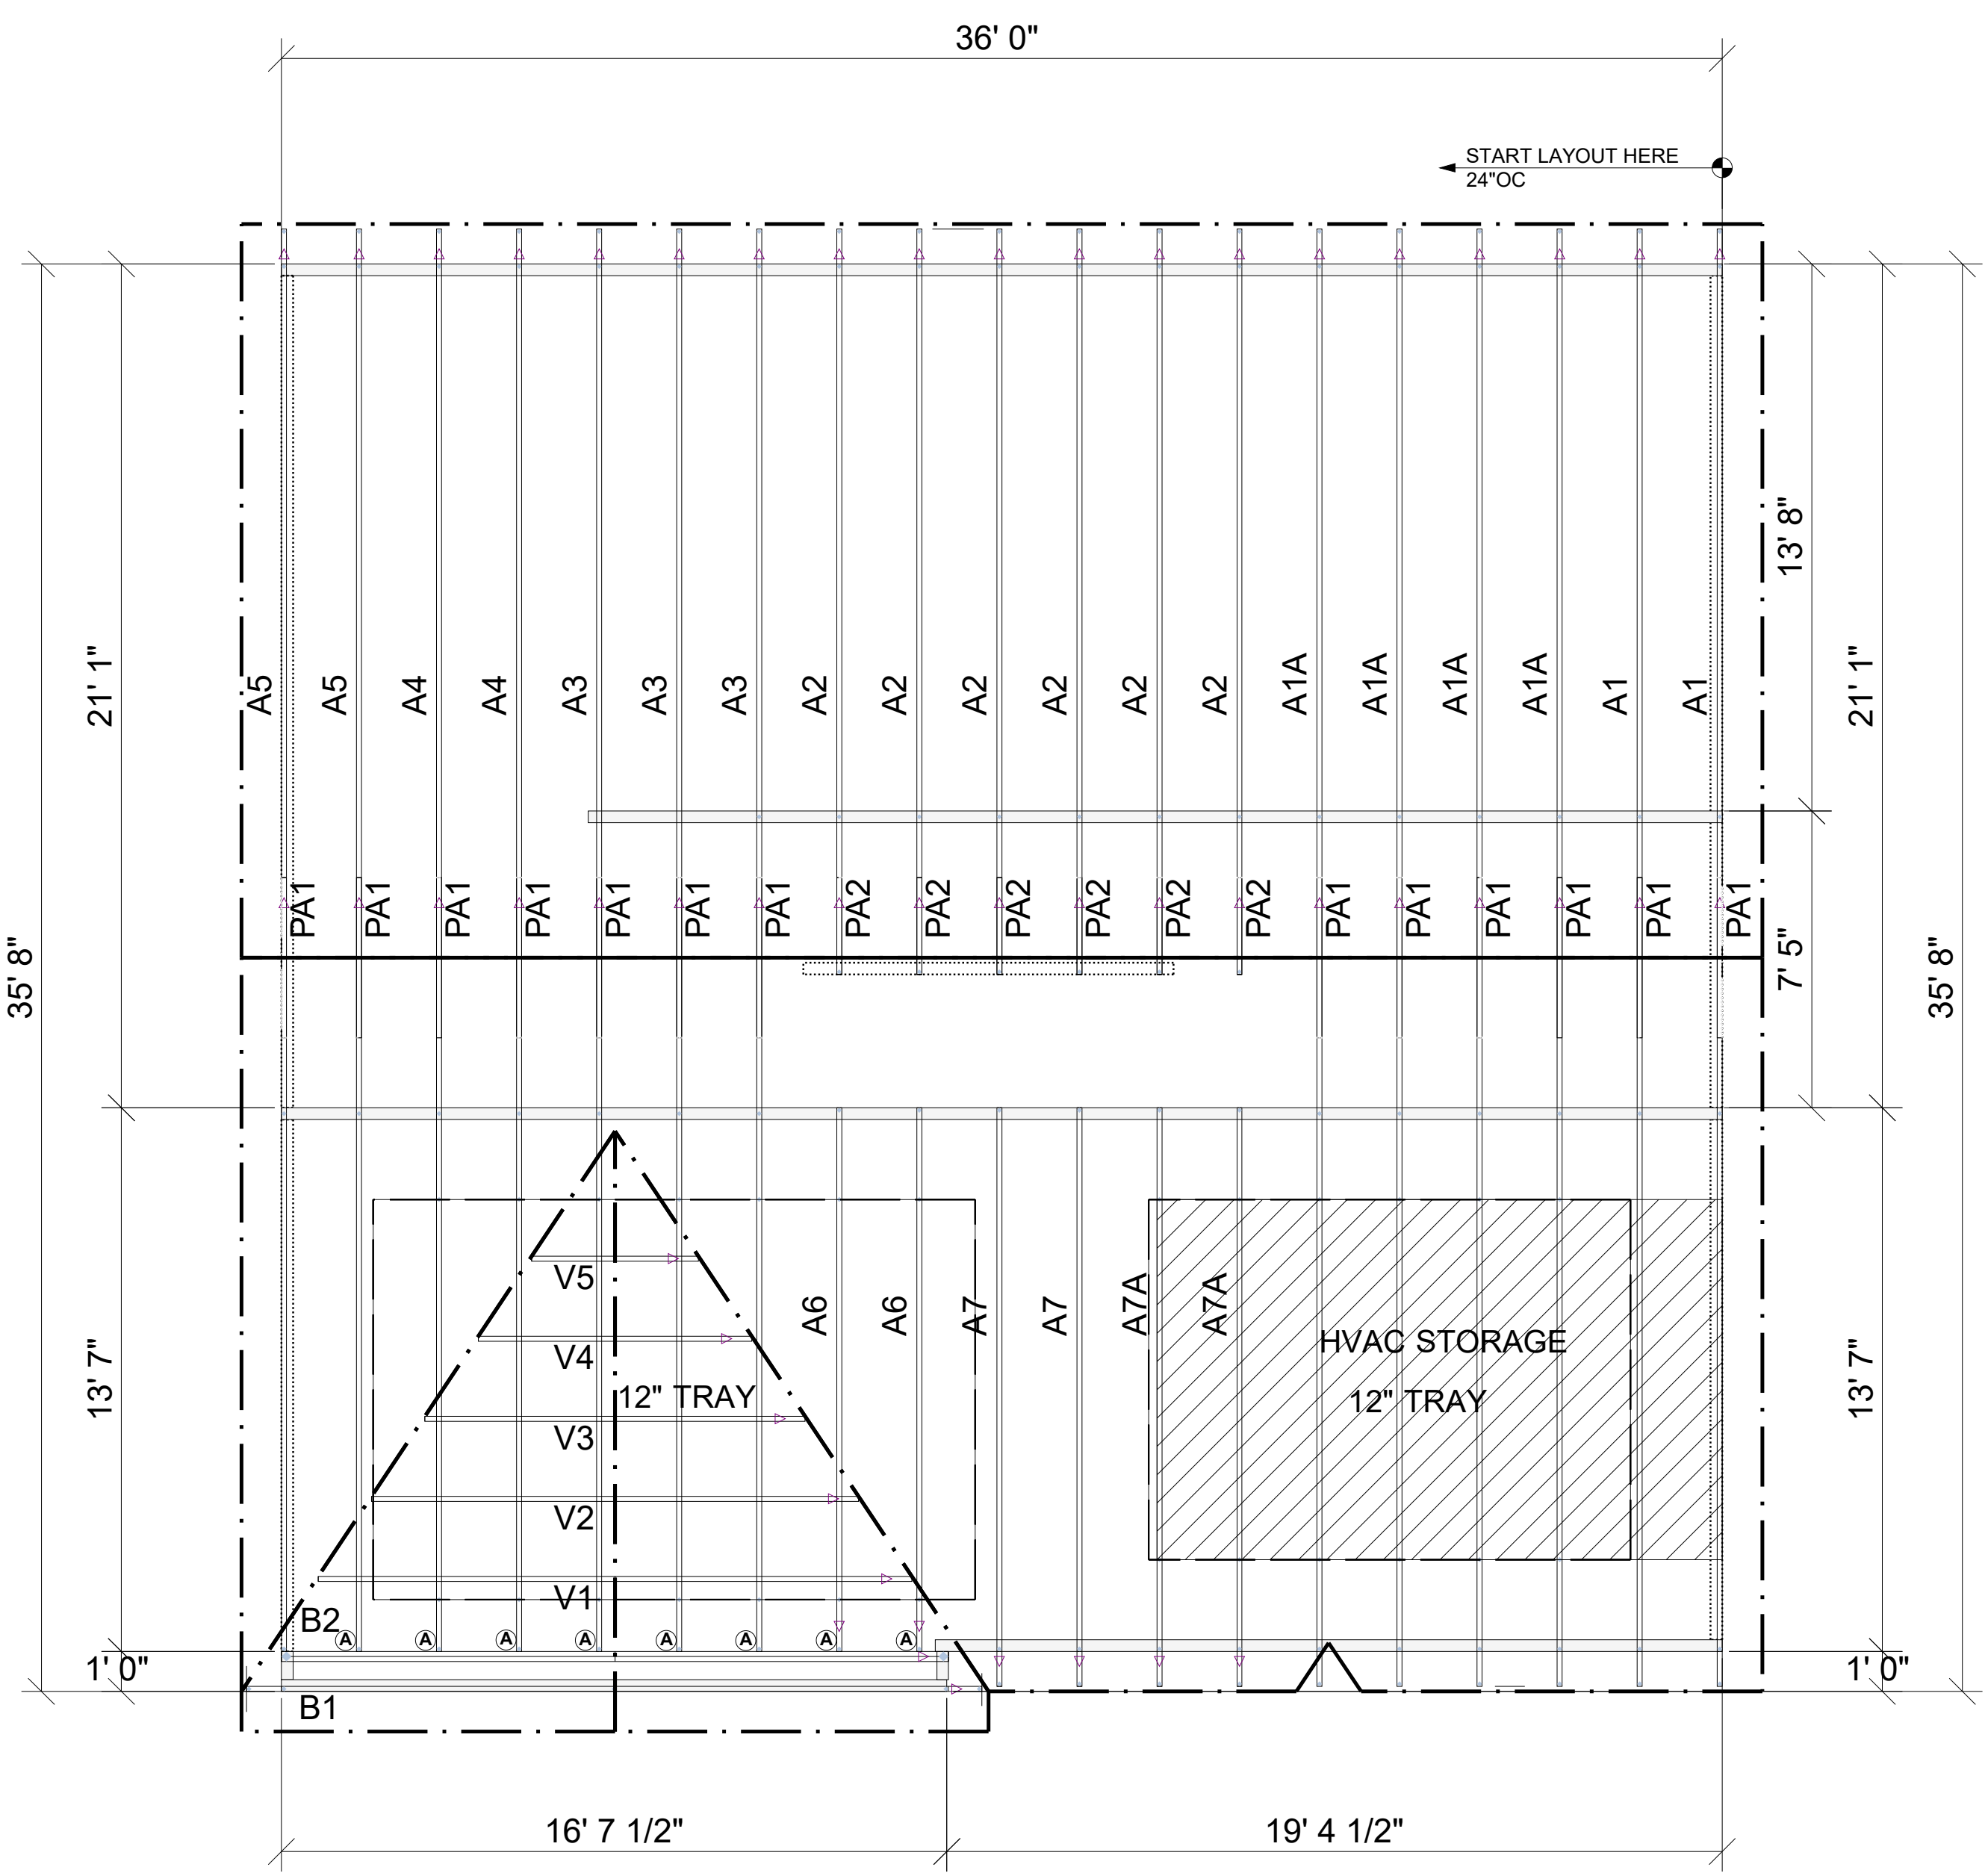 36' 0"
START LAYOUT HERE
24"OC
13' 8"
21' 1"
21' 1"
A5 A5 A4 A4 A3 A3 A3 A2 A2 A2 A2 A2 A2 A1A A1A A1A A1A A1 A1
PA1 PA1 PA1 PA1 PA1 PA1 PA1 PA2 PA2 PA2 PA2 PA2 PA2 PA1 PA1 PA1 PA1 PA1 PA1
35' 8"
7' 5"
35' 8"
V5
A6 A6 A7 A7 A7A A7A
HVAC STORAGE
V4
13' 7"
12" TRAY
12" TRAY
13' 7"
V3
V2
V1
B2
A A A A A A A A
1' 0"
1' 0"
B1
16' 7 1/2"
19' 4 1/2"